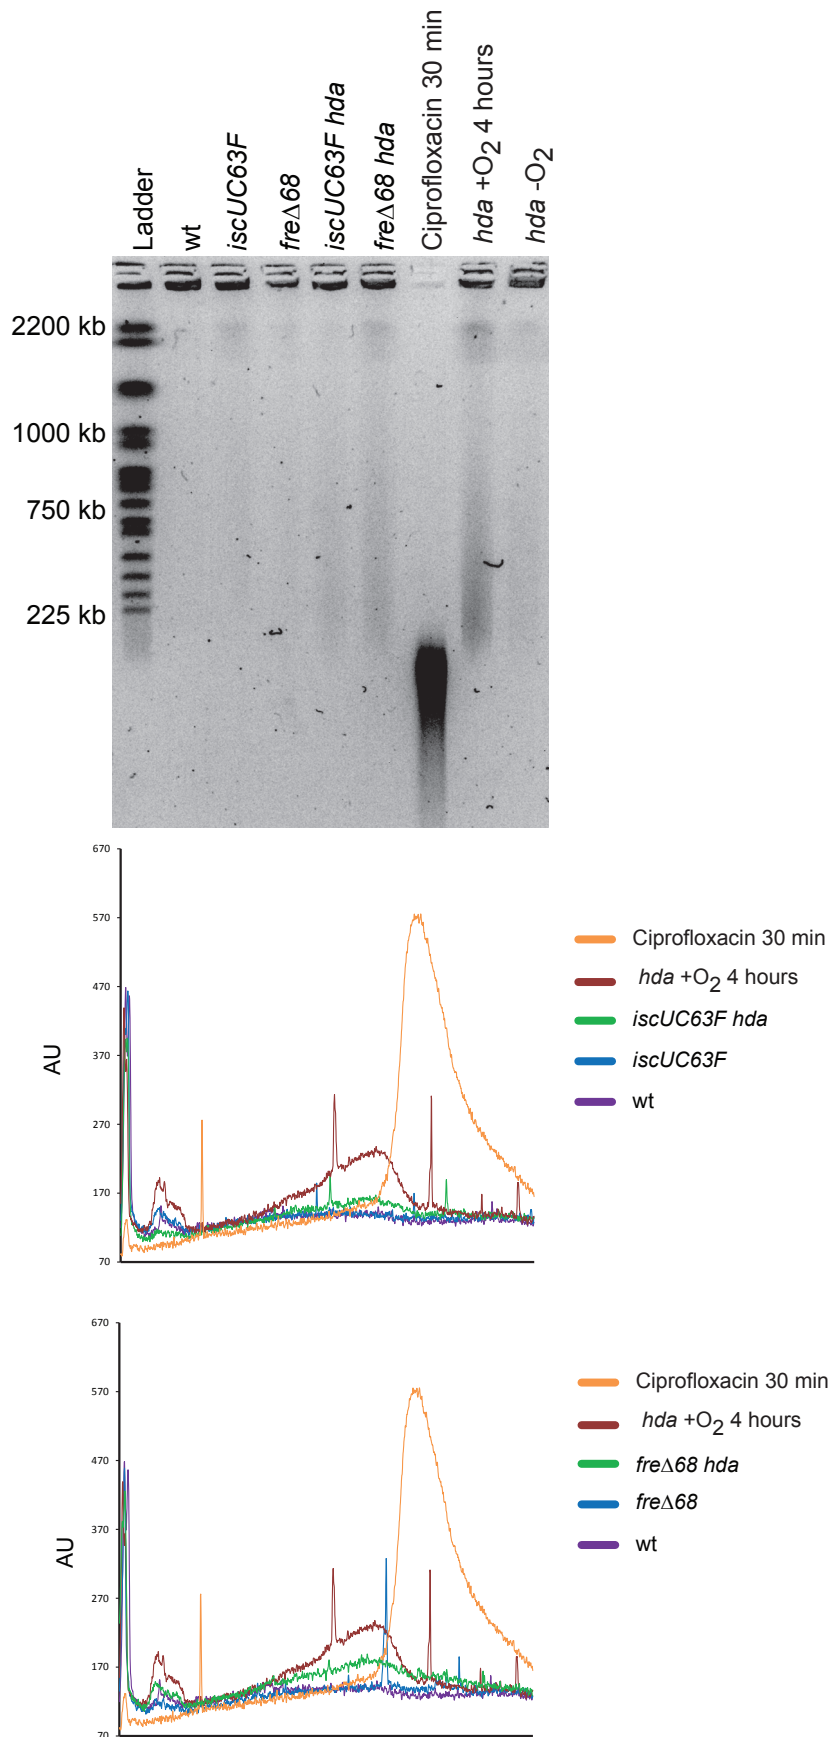 Ladder
wt
iscUC63F
freΔ68
iscUC63F hda
freΔ68 hda
Ciprofloxacin 30 min
hda +O2 4 hours
hda -O2
2200 kb
1000 kb
750 kb
225 kb
670
570
470
370
270
170
70
AU
Ciprofloxacin 30 min
hda +O2 4 hours
iscUC63F hda
iscUC63F
wt
670
570
470
370
270
170
70
AU
Ciprofloxacin 30 min
hda +O2 4 hours
freΔ68 hda
freΔ68
wt